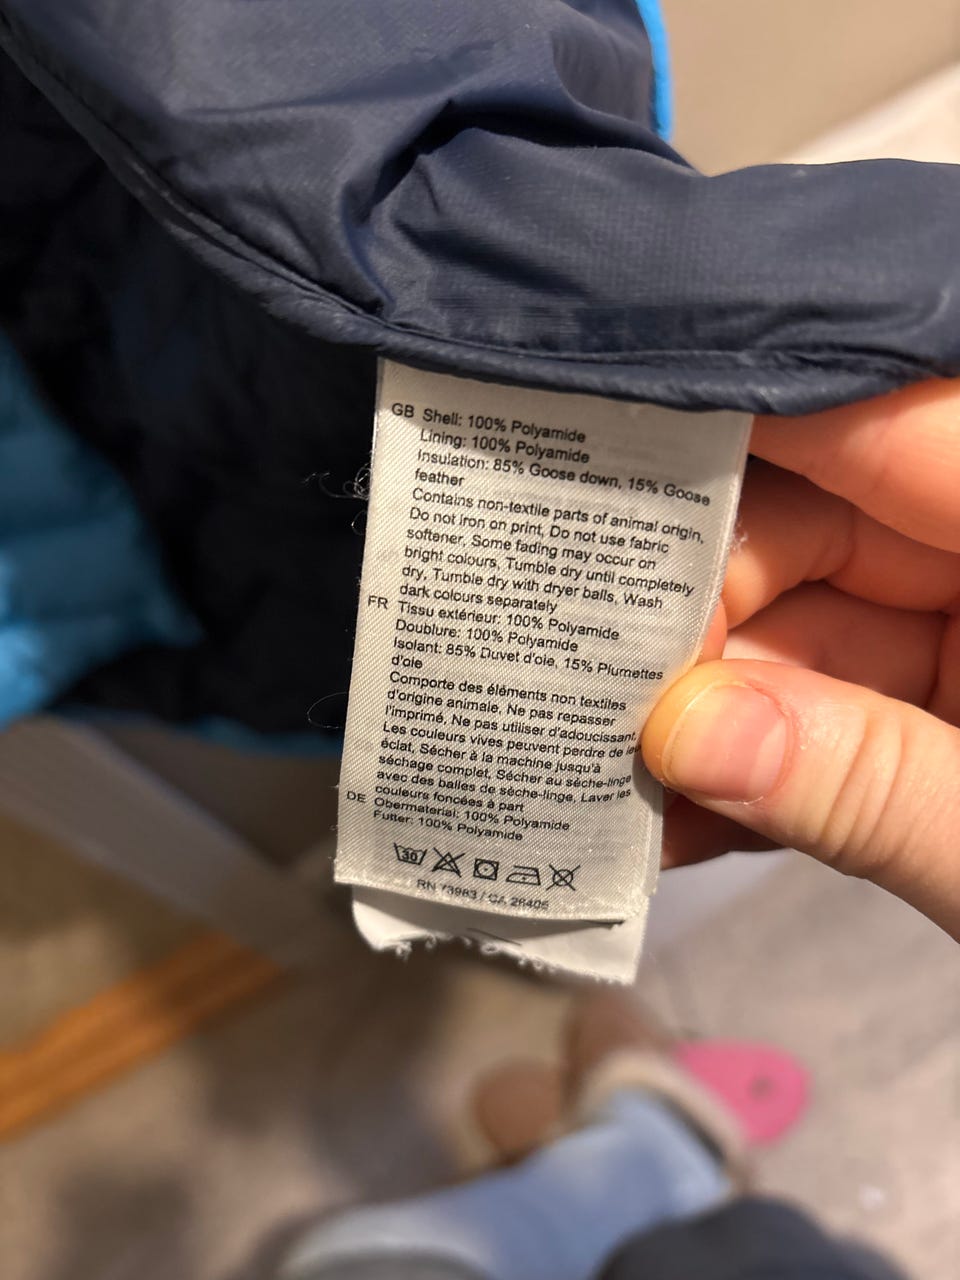 GB Shell: 100% Polyamide
Lining: 100% Polyamide
Insulation: 85% Goose down, 15% Goose
feather
Contains non-textile parts of animal origin,
Do not iron on print, Do not use fabric
softener, Some fading may occur on
bright colours, Tumble dry until completely
dry, Tumble dry with dryer balls, Wash
dark colours separately
FR Tissu extérieur: 100% Polyamide
Doublure: 100% Polyamide
Isolant: 85% Duvet d'oie, 15% Plumettes
d'oie
Comporte des éléments non textiles
d'origine animale, Ne pas repasser
l'imprimé, Ne pas utiliser d'adoucissant,
Les couleurs vives peuvent perdre de
éclat, Sécher à la machine jusqu'à
séchage complet, Sécher au sèche-linge
avec des balles de sèche-linge, Laver les
couleurs foncées à part
DE Obermaterial: 100% Polyamide
Futter: 100% Polyamide
30
RN 73983 / CA 28405